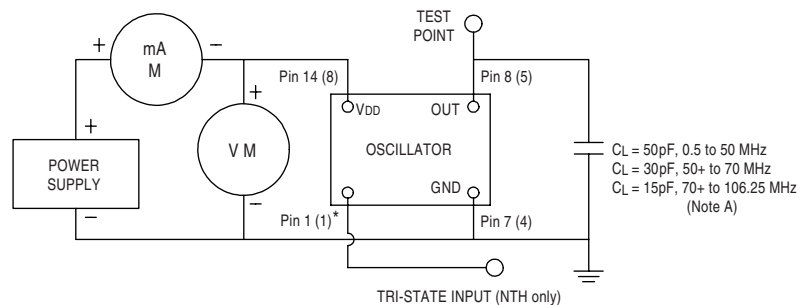 TEST
POINT
+
mA
M
–
Pin 14 (8)
Pin 8 (5)
+
+
VDD
OUT
POWER
SUPPLY
V M
OSCILLATOR
CL = 50pF, 0.5 to 50 MHz
CL = 30pF, 50+ to 70 MHz
CL = 15pF, 70+ to 106.25 MHz
(Note A)
GND
–
–
Pin 1 (1)*
Pin 7 (4)
TRI-STATE INPUT (NTH only)